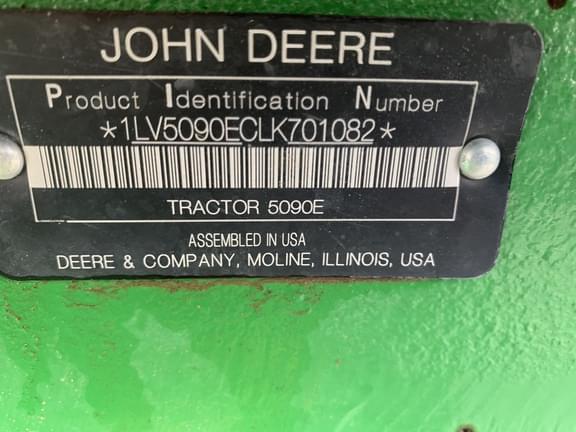 JOHN DEERE
Product Identification Number
*1LV5090ECLK701082*
TRACTOR 5090E
ASSEMBLED IN USA
DEERE & COMPANY, MOLINE, ILLINOIS, USA